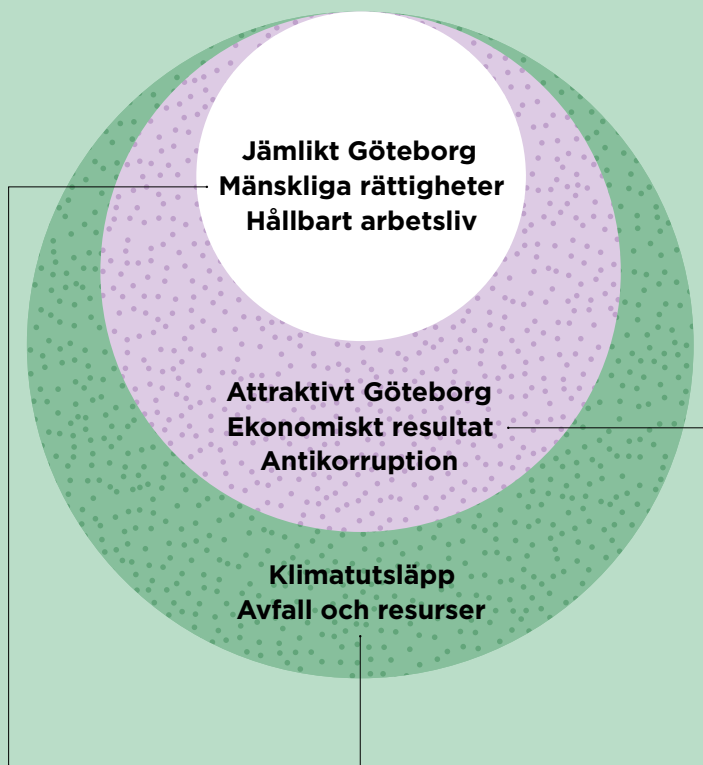 Jämlikt Göteborg
Mänskliga rättigheter
Hållbart arbetsliv
Attraktivt Göteborg
Ekonomiskt resultat
Antikorruption
Klimatutsläpp
Avfall och resurser